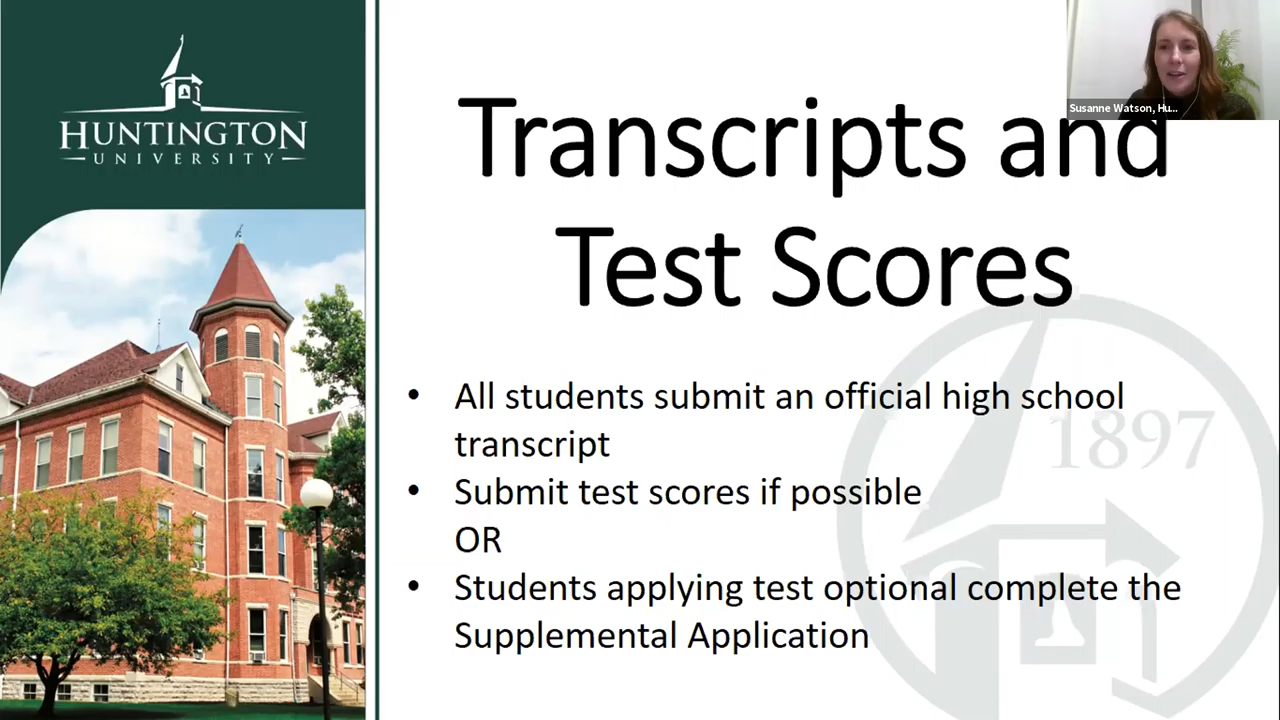 HUNTINGTON
UNIVERSITY
Susanne Watson, Hu...
Transcripts and
Test Scores
1897
• All students submit an official high school
transcript
• Submit test scores if possible
OR
• Students applying test optional complete the
Supplemental Application